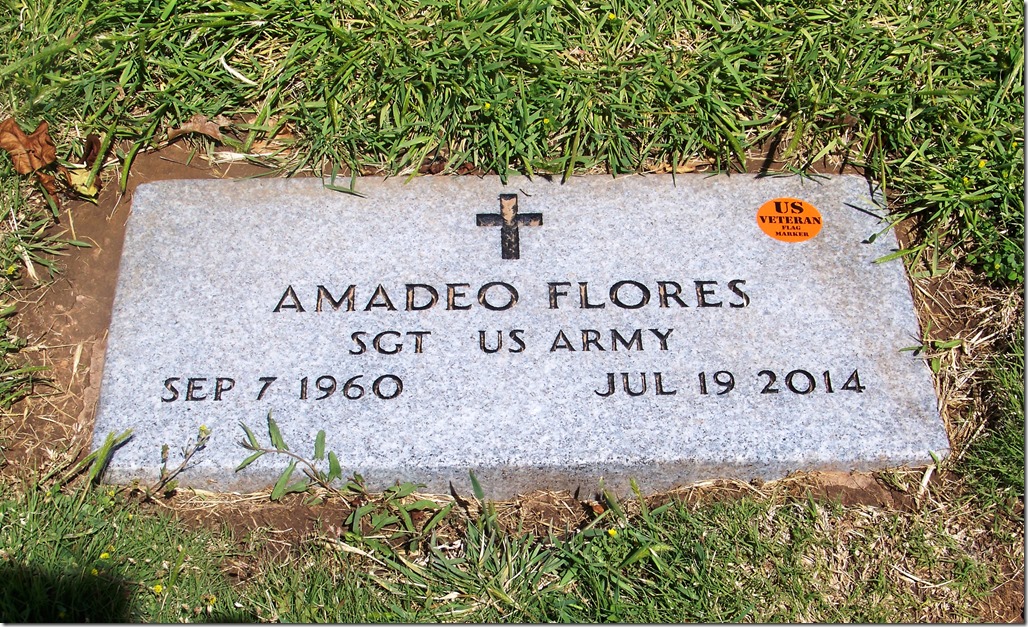 US
VETERAN
FLAG
MARKER
AMADEO FLORES
SGT US ARMY
SEP 7 1960 JUL 19 2014